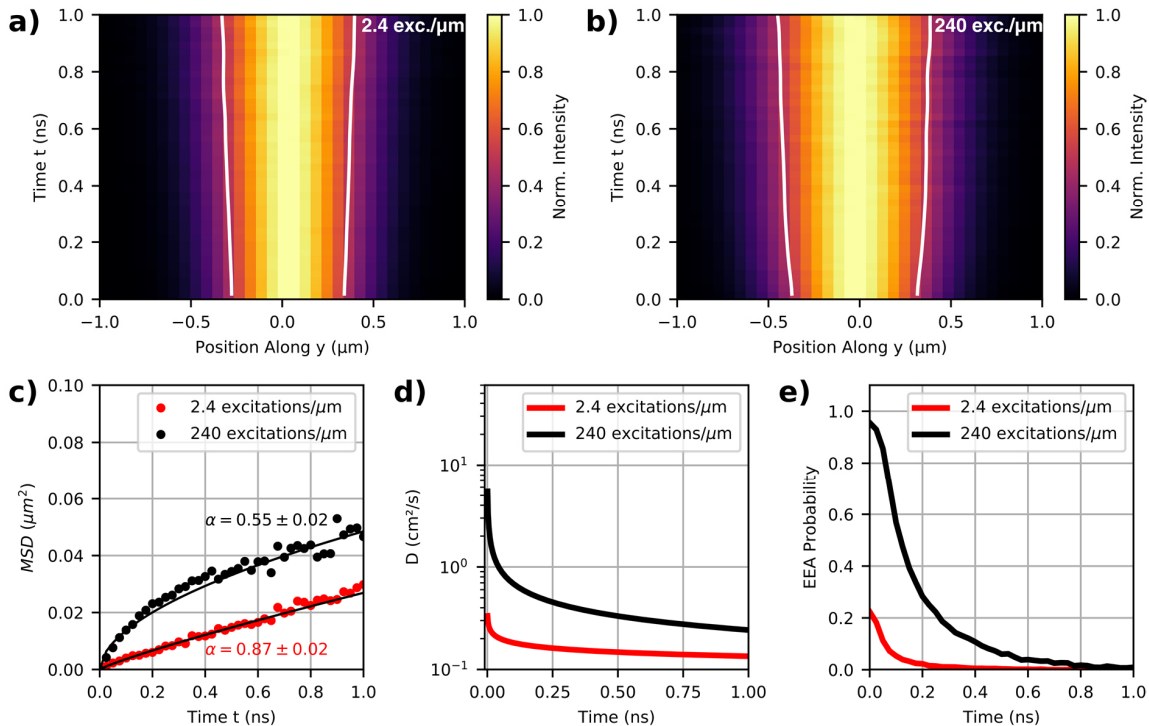 a)
2.4 exc./μm
1.0
0.8
0.6
0.4
0.2
0.0
Time t (ns)
−1.0
−0.5
0.0
0.5
1.0
Position Along y (μm)
1.0
0.8
0.6
0.4
0.2
0.0
Norm. Intensity
b)
240 exc./μm
1.0
0.8
0.6
0.4
0.2
0.0
Time t (ns)
−1.0
−0.5
0.0
0.5
1.0
Position Along y (μm)
1.0
0.8
0.6
0.4
0.2
0.0
Norm. Intensity
c)
0.10
0.08
0.06
0.04
0.02
0.00
MSD (μm²)
2.4 excitations/μm
240 excitations/μm
α = 0.55 ± 0.02
α = 0.87 ± 0.02
0.0
0.2
0.4
0.6
0.8
1.0
Time t (ns)
d)
10¹
10⁰
10⁻¹
D (cm²/s)
2.4 excitations/μm
240 excitations/μm
0.00
0.25
0.50
0.75
1.00
Time (ns)
e)
1.0
0.8
0.6
0.4
0.2
0.0
EEA Probability
2.4 excitations/μm
240 excitations/μm
0.0
0.2
0.4
0.6
0.8
1.0
Time (ns)